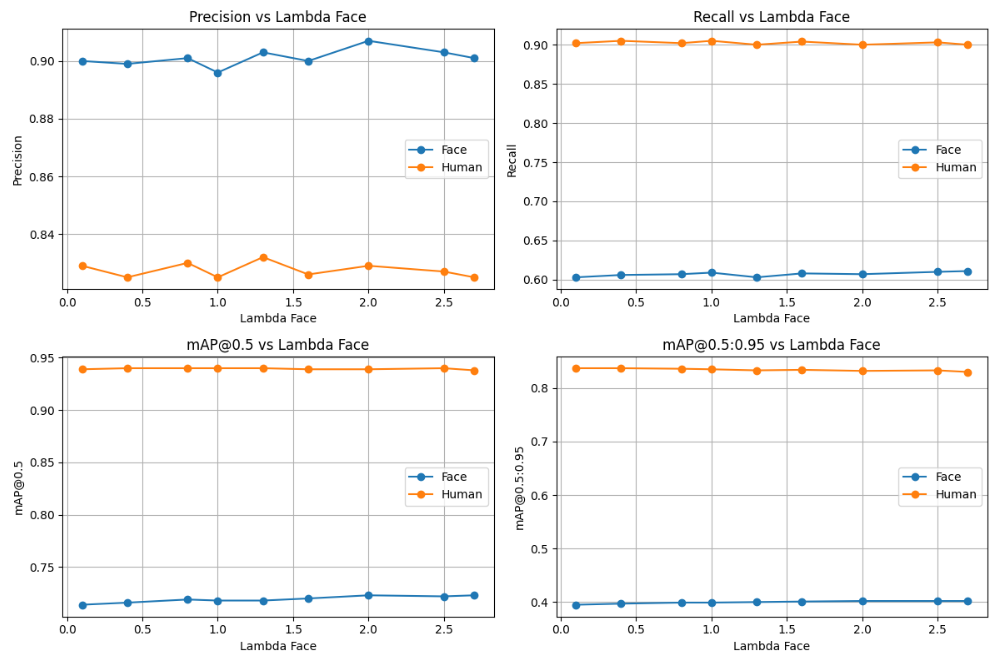 Precision vs Lambda Face
Precision
0.90
0.88
0.86
0.84
Face
Human
0.0 0.5 1.0 1.5 2.0 2.5
Lambda Face
Recall vs Lambda Face
Recall
0.90
0.85
0.80
0.75
0.70
0.65
0.60
Face
Human
0.0 0.5 1.0 1.5 2.0 2.5
Lambda Face
mAP@0.5 vs Lambda Face
mAP@0.5
0.95
0.90
0.85
0.80
0.75
Face
Human
0.0 0.5 1.0 1.5 2.0 2.5
Lambda Face
mAP@0.5:0.95 vs Lambda Face
mAP@0.5:0.95
0.8
0.7
0.6
0.5
0.4
Face
Human
0.0 0.5 1.0 1.5 2.0 2.5
Lambda Face